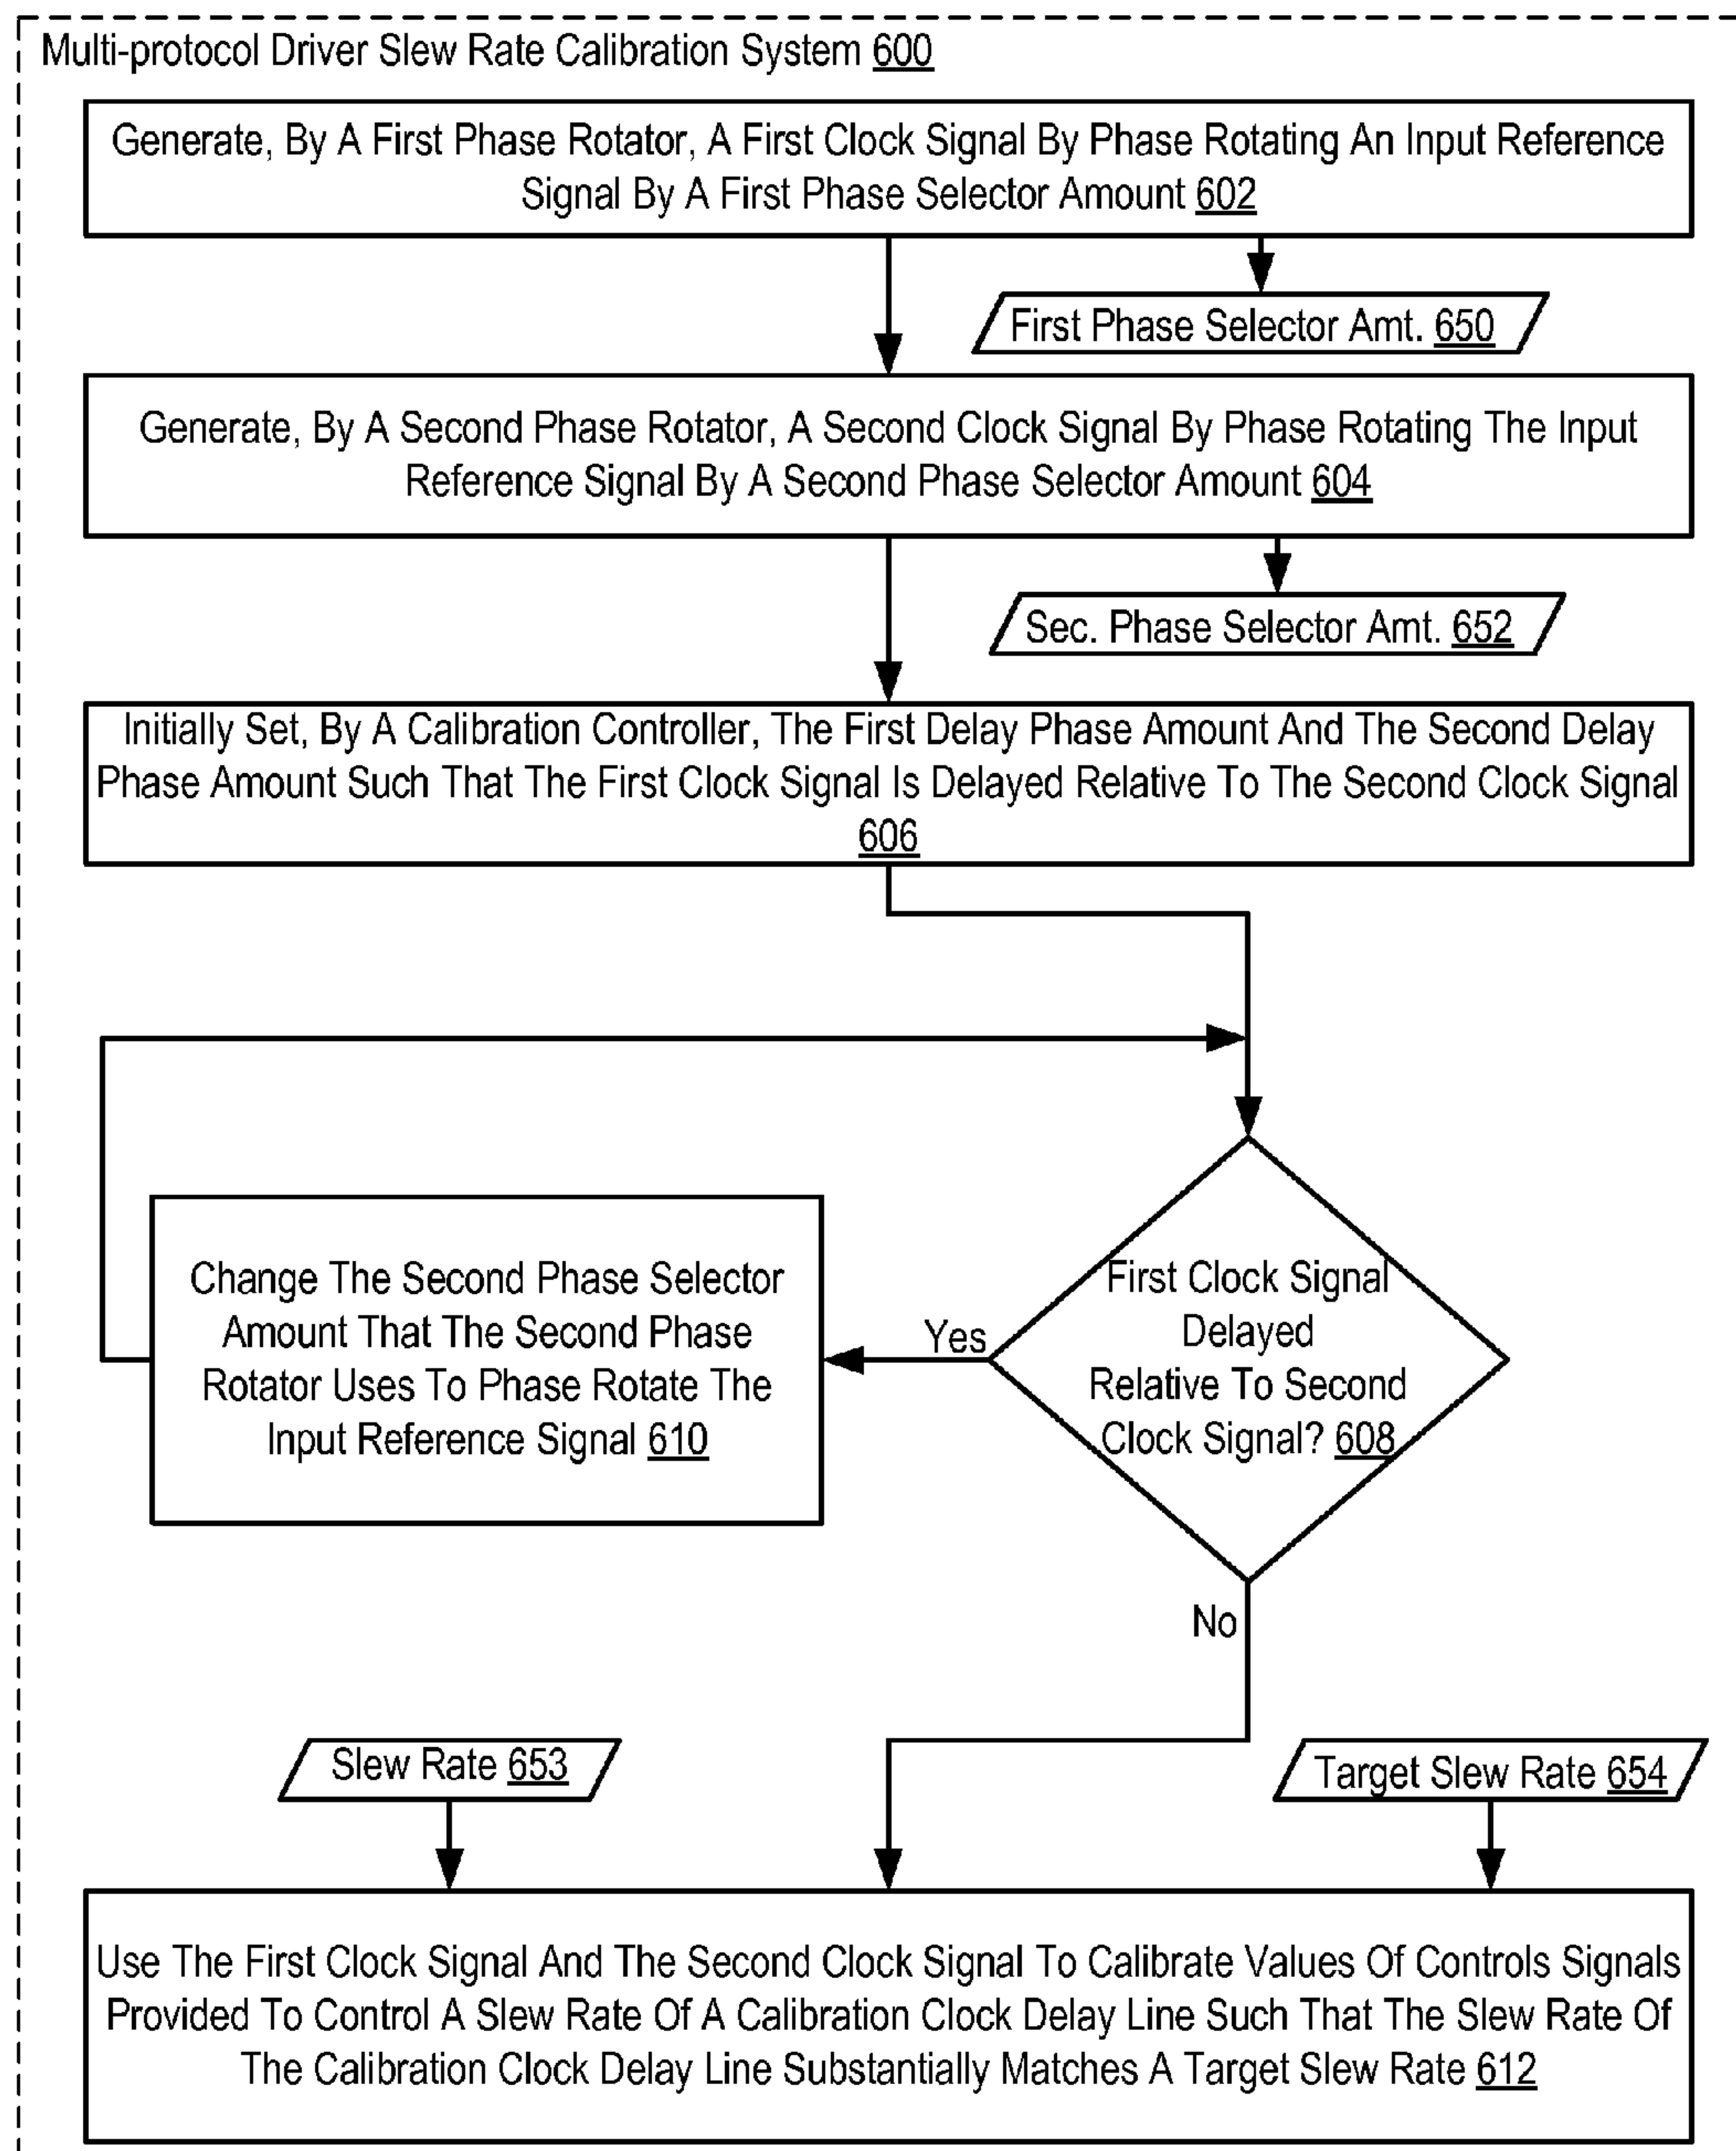 Multi-protocol Driver Slew Rate Calibration System 600
Generate, By A First Phase Rotator, A First Clock Signal By Phase Rotating An Input Reference
Signal By A First Phase Selector Amount 602
First Phase Selector Amt. 650
Generate, By A Second Phase Rotator, A Second Clock Signal By Phase Rotating The Input
Reference Signal By A Second Phase Selector Amount 604
Sec. Phase Selector Amt. 652
Initially Set, By A Calibration Controller, The First Delay Phase Amount And The Second Delay
Phase Amount Such That The First Clock Signal Is Delayed Relative To The Second Clock Signal
606
First Clock Signal
Delayed
Relative To Second
Clock Signal? 608
Yes
Change The Second Phase Selector
Amount That The Second Phase
Rotator Uses To Phase Rotate The
Input Reference Signal 610
No
Slew Rate 653
Target Slew Rate 654
Use The First Clock Signal And The Second Clock Signal To Calibrate Values Of Controls Signals
Provided To Control A Slew Rate Of A Calibration Clock Delay Line Such That The Slew Rate Of
The Calibration Clock Delay Line Substantially Matches A Target Slew Rate 612